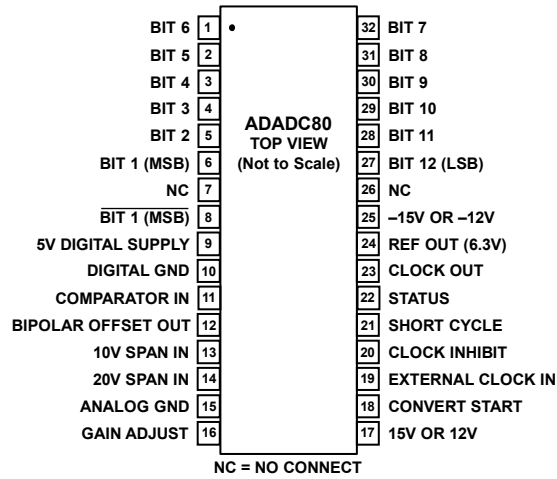 BIT 6 1 32 BIT 7
BIT 5 2 31 BIT 8
BIT 4 3 30 BIT 9
BIT 3 4 29 BIT 10
BIT 2 5 ADADC80 28 BIT 11
TOP VIEW
BIT 1 (MSB) 6 (Not to Scale) 27 BIT 12 (LSB)
NC 7 26 NC
BIT 1 (MSB) 8 25 –15V OR –12V
5V DIGITAL SUPPLY 9 24 REF OUT (6.3V)
DIGITAL GND 10 23 CLOCK OUT
COMPARATOR IN 11 22 STATUS
BIPOLAR OFFSET OUT 12 21 SHORT CYCLE
10V SPAN IN 13 20 CLOCK INHIBIT
20V SPAN IN 14 19 EXTERNAL CLOCK IN
ANALOG GND 15 18 CONVERT START
GAIN ADJUST 16 17 15V OR 12V
NC = NO CONNECT